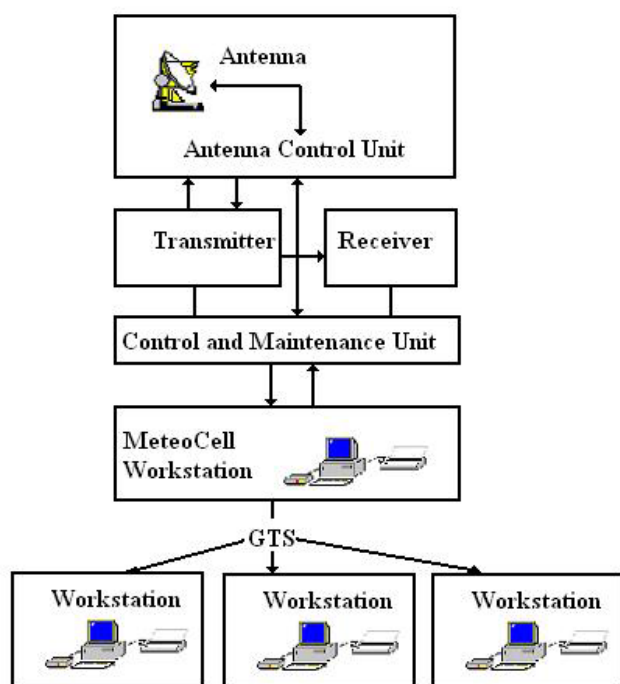 Antenna
Antenna Control Unit
Transmitter
Receiver
Control and Maintenance Unit
MeteoCell
Workstation
GTS
Workstation
Workstation
Workstation